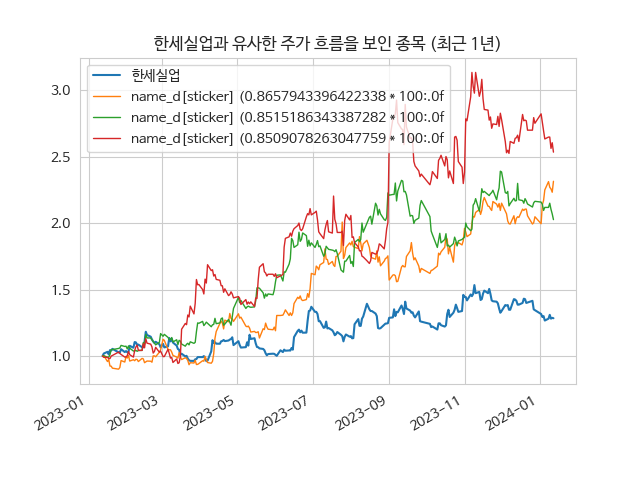 한세실업과 유사한 주가 흐름을 보인 종목 (최근 1년)
한세실업
name_d[sticker] (0.8657943396422338 * 100:.0f
name_d[sticker] (0.8515186343387282 * 100:.0f
name_d[sticker] (0.8509078263047759 * 100:.0f
3.0
2.5
2.0
1.5
1.0
2023-01
2023-03
2023-05
2023-07
2023-09
2023-11
2024-01